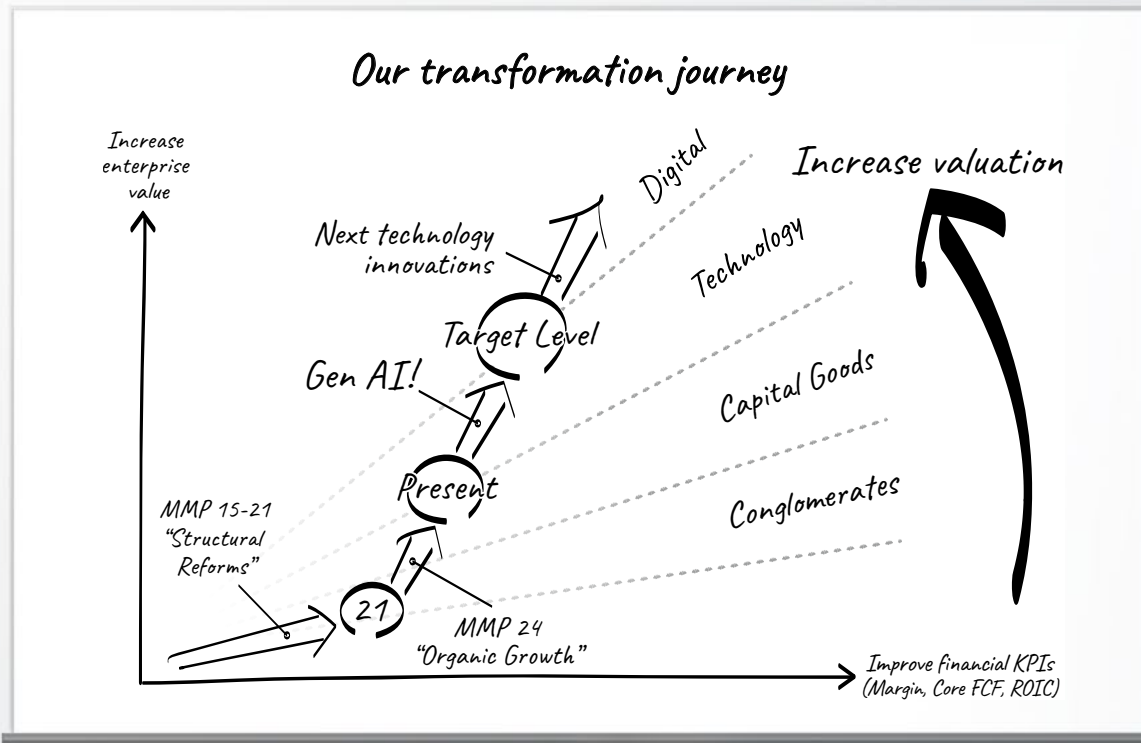 Our transformation journey
Increase
enterprise
value
Digital
Increase valuation
Next technology
innovations
Technology
Target Level
Gen AI!
Capital Goods
Present
Conglomerates
MMP 15-21
“Structural
Reforms”
21
MMP 24
“Organic Growth”
Improve financial KPIs
(Margin, Core FCF, ROIC)